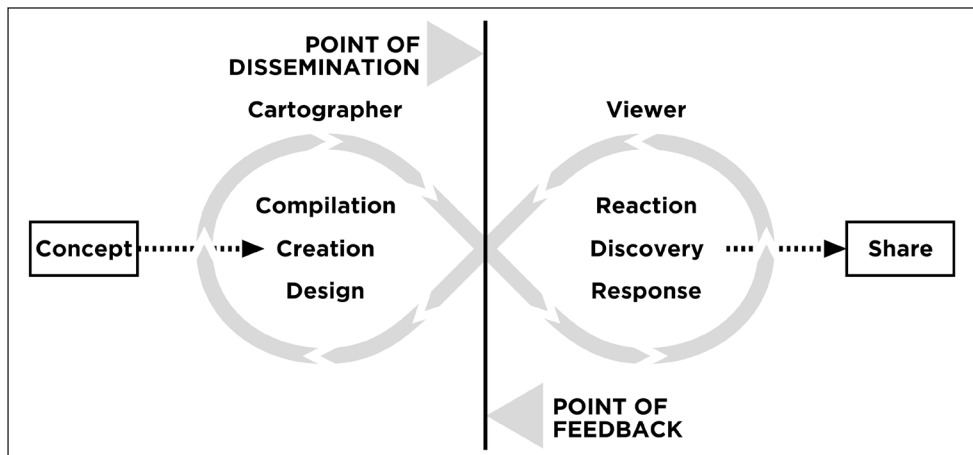 POINT OF
DISSEMINATION
Cartographer
Viewer
Compilation
Creation
Design
Reaction
Discovery
Response
Concept
Share
POINT OF
FEEDBACK